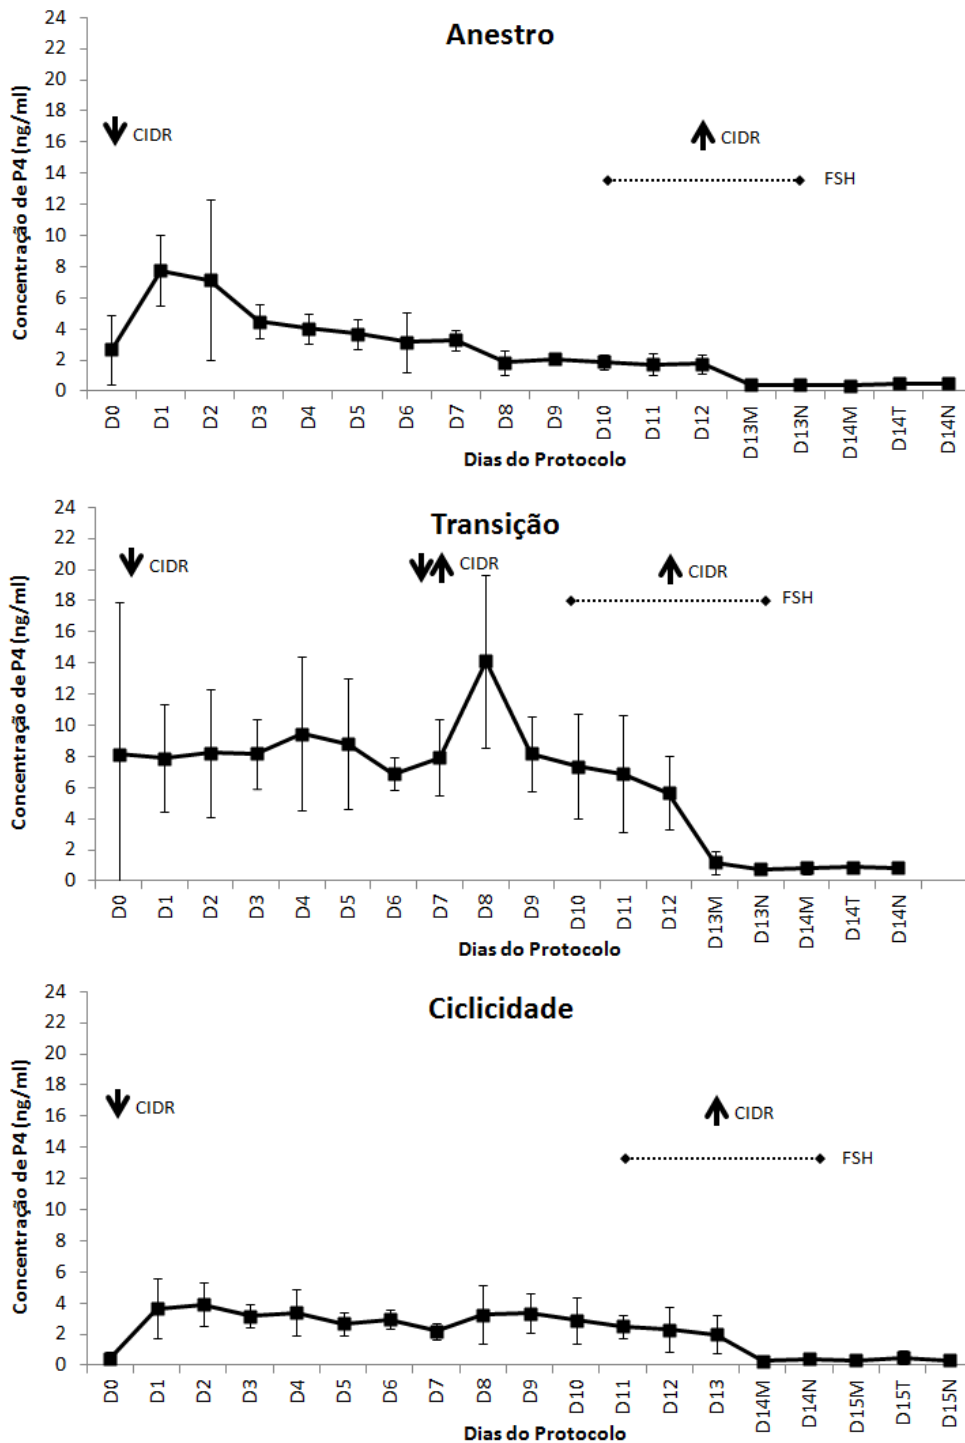 Anestro
Concentração de P4 (ng/ml)
24
22
20
18
16
14
12
10
8
6
4
2
0
CIDR
CIDR
FSH
D0 D1 D2 D3 D4 D5 D6 D7 D8 D9 D10 D11 D12 D13M D13N D14M D14T D14N
Dias do Protocolo
Transição
Concentração de P4 (ng/ml)
24
22
20
18
16
14
12
10
8
6
4
2
0
CIDR
CIDR
CIDR
FSH
D0 D1 D2 D3 D4 D5 D6 D7 D8 D9 D10 D11 D12 D13M D13N D14M D14T D14N
Dias do Protocolo
Ciclicidade
Concentração de P4 (ng/ml)
24
22
20
18
16
14
12
10
8
6
4
2
0
CIDR
CIDR
FSH
D0 D1 D2 D3 D4 D5 D6 D7 D8 D9 D10 D11 D12 D13 D14M D14N D15M D15T D15N
Dias do Protocolo